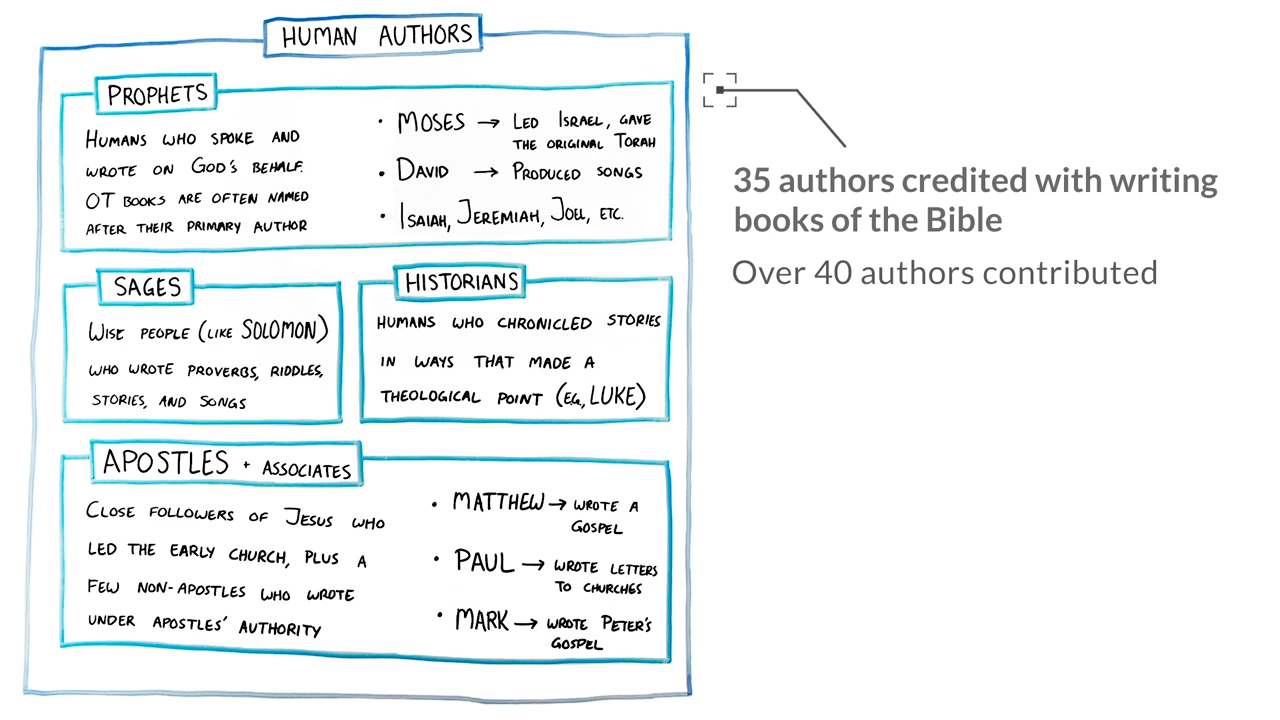 HUMAN AUTHORS
PROPHETS
HUMANS WHO SPOKE AND
WROTE ON GOD'S BEHALF.
OT BOOKS ARE OFTEN NAMED
AFTER THEIR PRIMARY AUTHOR
• MOSES → LED ISRAEL, GAVE
THE ORIGINAL TORAH
• DAVID → PRODUCED SONGS
• ISAIAH, JEREMIAH, JOEL, ETC.
SAGES
WISE PEOPLE (LIKE SOLOMON)
WHO WROTE PROVERBS, RIDDLES,
STORIES, AND SONGS
HISTORIANS
HUMANS WHO CHRONICLED STORIES
IN WAYS THAT MADE A
THEOLOGICAL POINT (E.G., LUKE)
APOSTLES + ASSOCIATES
CLOSE FOLLOWERS OF JESUS WHO
LED THE EARLY CHURCH, PLUS A
FEW NON-APOSTLES WHO WROTE
UNDER APOSTLES' AUTHORITY
• MATTHEW → WROTE A
GOSPEL
• PAUL → WROTE LETTERS
TO CHURCHES
• MARK → WROTE PETER'S
GOSPEL
35 authors credited with writing
books of the Bible
Over 40 authors contributed